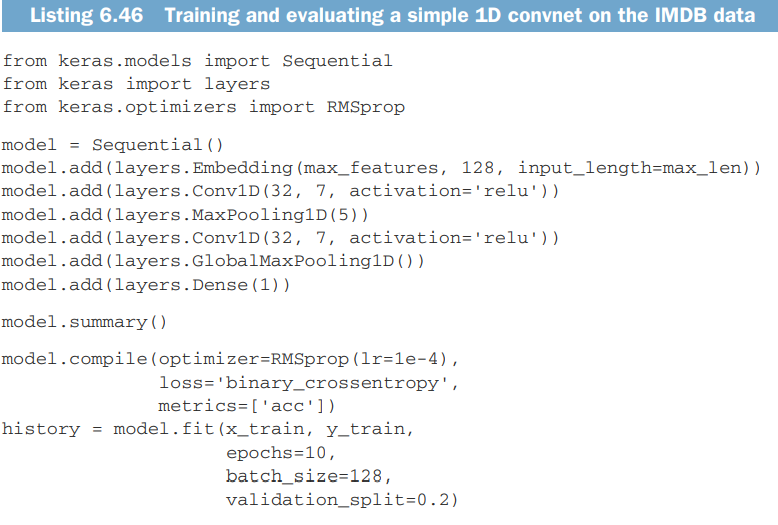 Listing 6.46 Training and evaluating a simple 1D convnet on the IMDB data
from keras.models import Sequential
from keras import layers
from keras.optimizers import RMSprop
model = Sequential()
model.add(layers.Embedding(max_features, 128, input_length=max_len))
model.add(layers.Conv1D(32, 7, activation='relu'))
model.add(layers.MaxPooling1D(5))
model.add(layers.Conv1D(32, 7, activation='relu'))
model.add(layers.GlobalMaxPooling1D())
model.add(layers.Dense(1))
model.summary()
model.compile(optimizer=RMSprop(lr=1e-4),
              loss='binary_crossentropy',
              metrics=['acc'])
history = model.fit(x_train, y_train,
                    epochs=10,
                    batch_size=128,
                    validation_split=0.2)